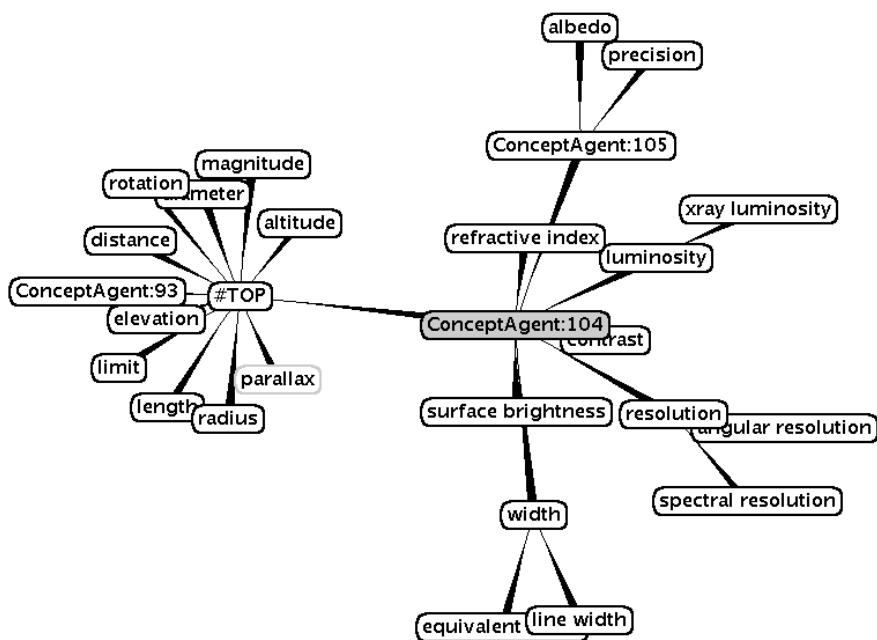 albedo
precision
ConceptAgent:105
magnitude
rotation
xray luminosity
altitude
distance
refractive index
luminosity
ConceptAgent:93
#TOP
elevation
ConceptAgent:104
limit
parallax
length
radius
surface brightness
resolution
resolution
spectral resolution
width
equivalent
line width